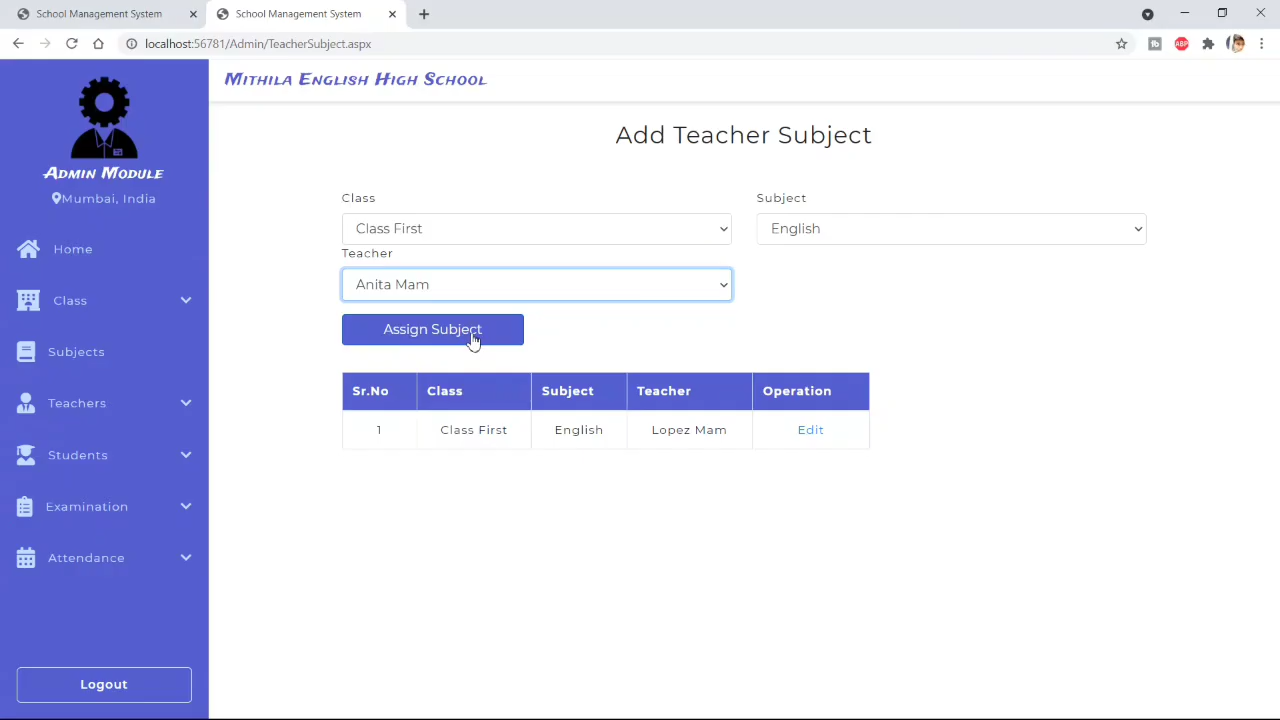 School Management System
School Management System
localhost:56781/Admin/TeacherSubject.aspx
ABP
Mithila English High School
Admin Module
Mumbai, India
Home
Class
Subjects
Teachers
Students
Examination
Attendance
Logout
Add Teacher Subject
Class
Subject
Class First
English
Teacher
Anita Mam
Assign Subject
Sr.No Class Subject Teacher Operation
1 Class First English Lopez Mam Edit